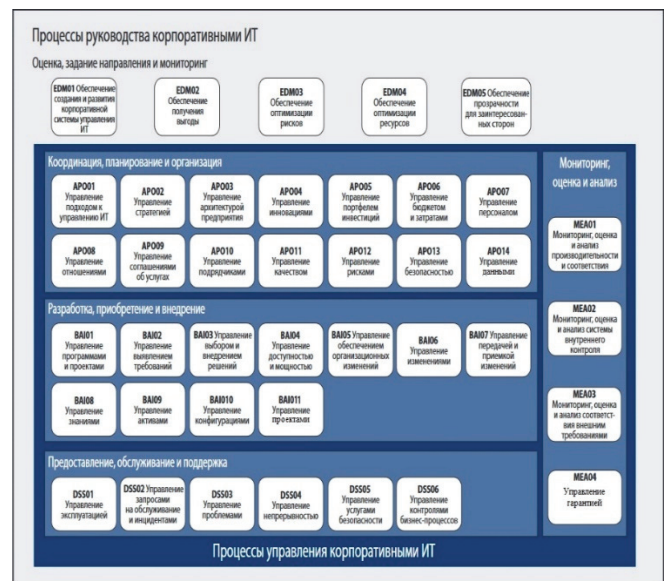 Процессы руководства корпоративными ИТ
Оценка, задание направления и мониторинг
EDM01 Обеспечение
создания и развития
корпоративной
системы управления
ИТ
EDM02
Обеспечение
получения
выгоды
EDM03
Обеспечение
оптимизации
рисков
EDM04
Обеспечение
оптимизации
ресурсов
EDM05 Обеспечение
прозрачности
для заинтересован-
ных сторон
Координация, планирование и организация
APO01
Управление
подходом к
управлению ИТ
APO02
Управление
стратегией
APO03
Управление
архитектурой
предприятия
APO04
Управление
инновациями
APO05
Управление
портфелем
инвестиций
APO06
Управление
бюджетом
и затратами
APO07
Управление
персоналом
APO08
Управление
отношениями
APO09
Управление
соглашениями
об услугах
APO10
Управление
подрядчиками
APO11
Управление
качеством
APO12
Управление
рисками
APO13
Управление
безопасностью
APO14
Управление
данными
Разработка, приобретение и внедрение
BAI01
Управление
программами
и проектами
BAI02
Управление
выявлением
требований
BAI03 Управление
выбором и
внедрением
решений
BAI04
Управление
доступностью
и мощностью
BAI05 Управление
обеспечением
организационных
изменений
BAI06
Управление
изменениями
BAI07 Управление
передачей и
приемкой
изменений
BAI08
Управление
знаниями
BAI09
Управление
активами
BAI010
Управление
конфигурациями
BAI011
Управление
проектами
Предоставление, обслуживание и поддержка
DSS01
Управление
эксплуатацией
DSS02 Управление
запросами
на обслуживание
и инцидентами
DSS03
Управление
проблемами
DSS04
Управление
непрерывностью
DSS05
Управление
услугами
безопасности
DSS06
Управление
контролями
бизнес-процессов
Мониторинг,
оценка и анализ
MEA01
Мониторинг, оценка
и анализ
производительности
и соответствия
MEA02
Мониторинг, оценка
и анализ системы
внутреннего
контроля
MEA03
Мониторинг, оценка
и анализ соответст-
вия внешним
требованиями
MEA04
Управление
гарантией
Процессы управления корпоративными ИТ